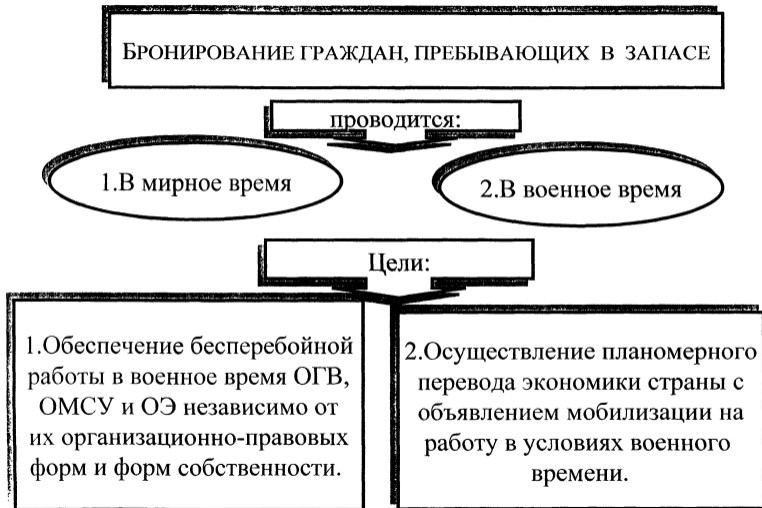 БРОНИРОВАНИЕ ГРАЖДАН, ПРЕБЫВАЮЩИХ В ЗАПАСЕ
проводится:
1.В мирное время
2.В военное время
Цели:
1.Обеспечение бесперебойной
работы в военное время ОГВ,
ОМСУ и ОЭ независимо от
их организационно-правовых
форм и форм собственности.
2.Осуществление планомерного
перевода экономики страны с
объявлением мобилизации на
работу в условиях военного
времени.